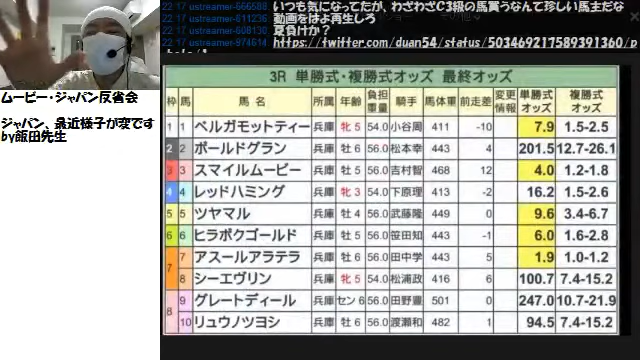 22 17 ustreamer-666508: いつも気になってたが、わざわざC3級の馬買うなんて珍しい馬主だな
22 17 ustreamer-611236: 動画をはよ再生しろ
22 17 ustreamer-608130: 夏負けか?
22 17 ustreamer-974614: https://twitter.com/duan54/status/503469217589391360/p
ムービー・ジャパン反省会
ジャパン、最近様子が変です
by飯田先生
3R 単勝式・複勝式オッズ 最終オッズ
枠 馬 馬名 所属 年齢 負担重量 騎手 馬体重 前走差 変更情報 単勝式オッズ 複勝式オッズ
1 1 ベルガモットティー 兵庫 牝5 54.0 小谷周 411 -10 7.9 1.5-2.5
2 2 ボールドグラン 兵庫 牡6 56.0 松本幸 443 4 201.5 12.7-26.1
3 3 スマイルムービー 兵庫 牡5 56.0 吉村智 468 12 4.0 1.2-1.8
4 4 レッドハミング 兵庫 牝3 54.0 下原理 413 -2 16.2 1.5-2.6
5 5 ツヤマル 兵庫 牡4 56.0 武藤隆 449 0 9.6 3.4-6.7
6 6 ヒラボクゴールド 兵庫 牡5 56.0 笹田知 443 -1 6.0 1.6-2.8
7 7 アスールアラテラ 兵庫 牡6 56.0 田中学 443 5 1.9 1.0-1.2
8 シーエヴリン 兵庫 牝5 54.0 松浦政 416 6 100.7 7.4-15.2
8 9 グレートディール 兵庫 セン6 56.0 田野豊 501 0 247.0 10.7-21.9
10 リュウノツヨシ 兵庫 牡6 56.0 渡瀬和 482 1 94.5 7.4-15.2